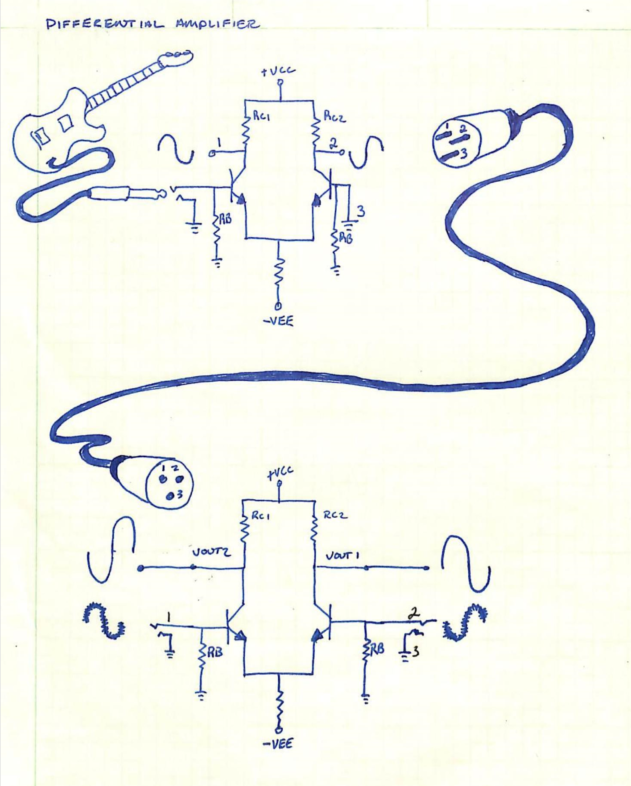 DIFFERENTIAL AMPLIFIER
+VCC
RC1 RC2
1 2
1 2
3
3
RB RB
-VEE
1 2
3
+VCC
RC1 RC2
VOUT2 VOUT1
1 2
RB RB 3
-VEE